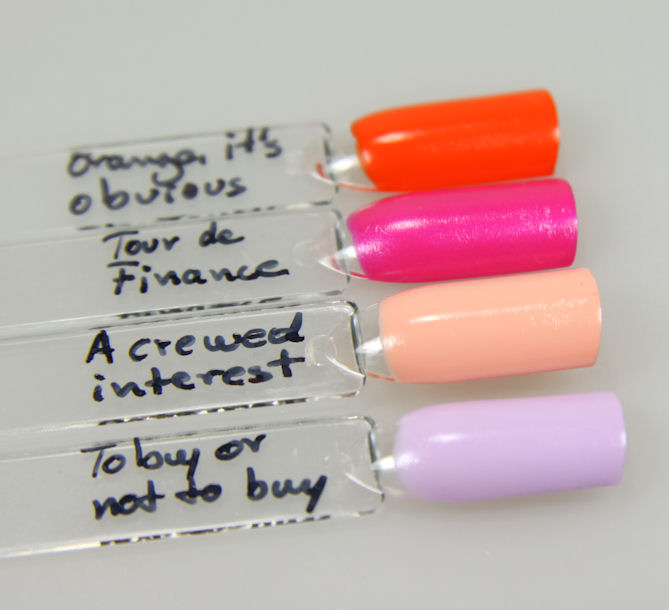 orange, it's
obvious
Tour de
Finance
A crewed
interest
To buy or
not to buy